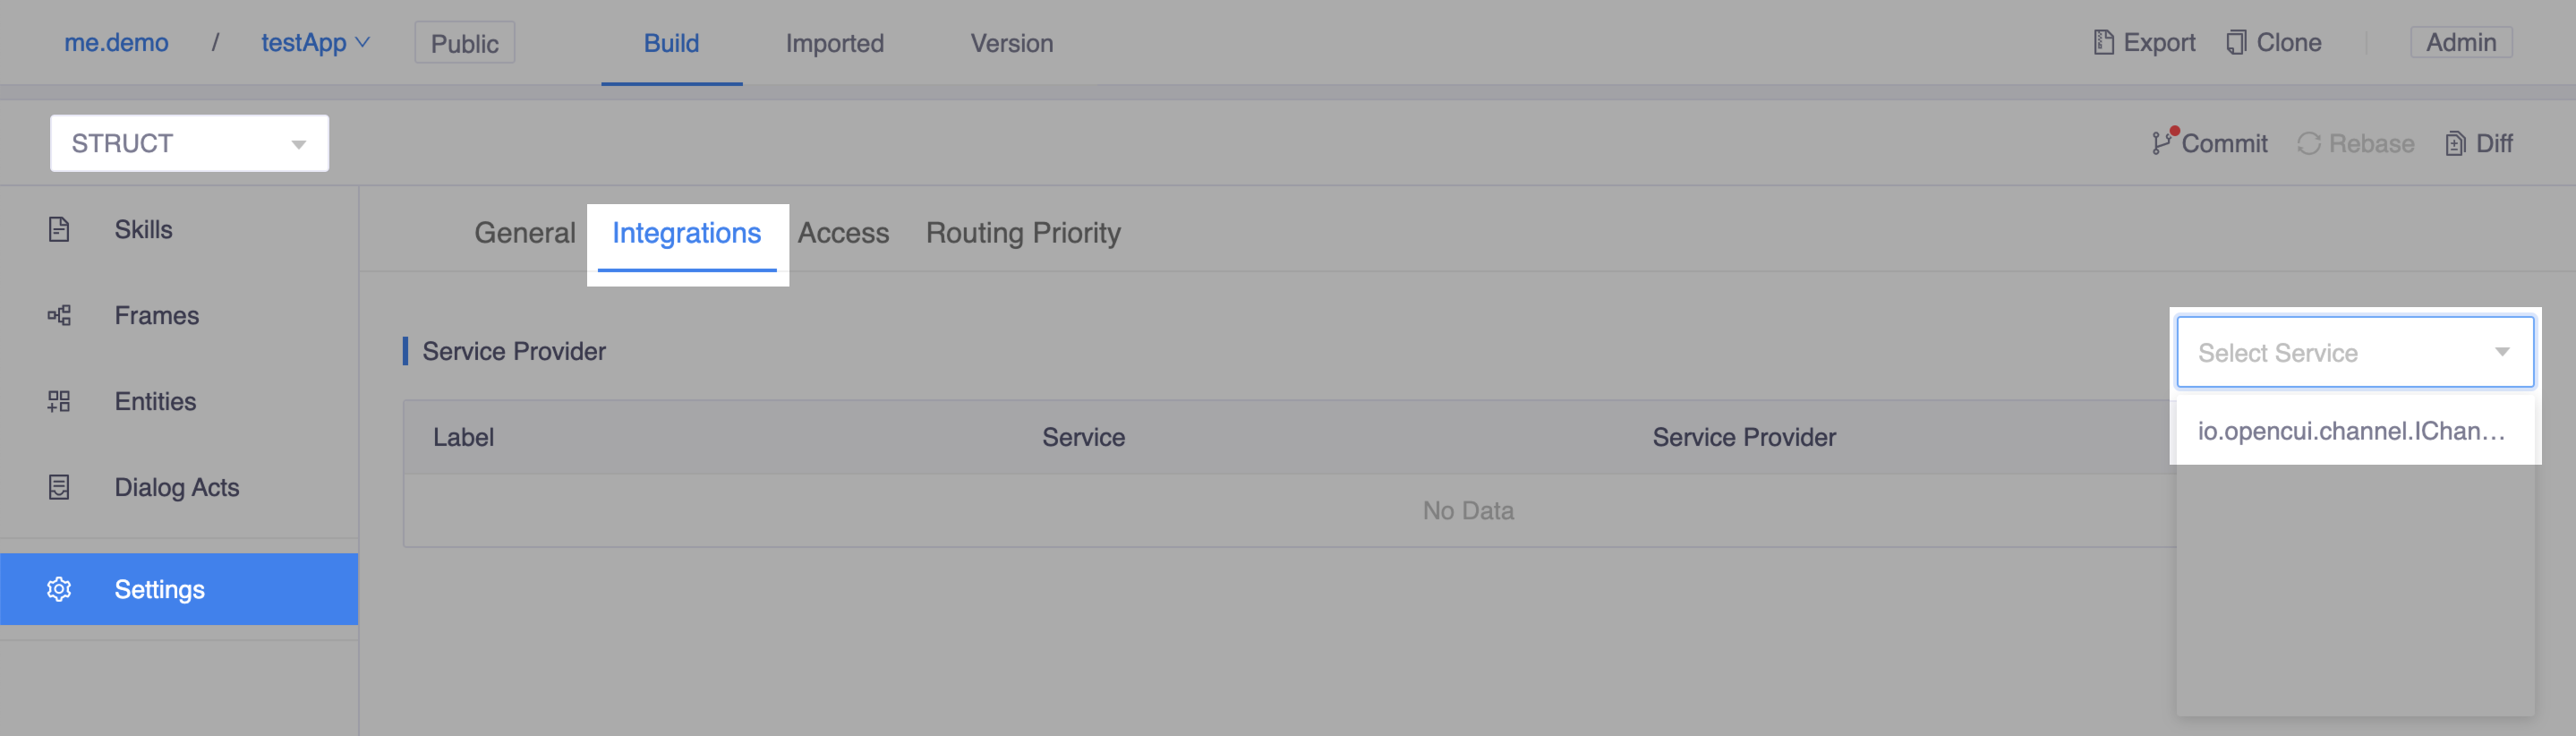 me.demo / testApp Public Build Imported Version Export Clone Admin
STRUCT Commit Rebase Diff
Skills
General Integrations Access Routing Priority
Frames
Service Provider
Select Service
Entities
Label Service Service Provider
io.opencui.channel.IChan...
Dialog Acts
No Data
Settings